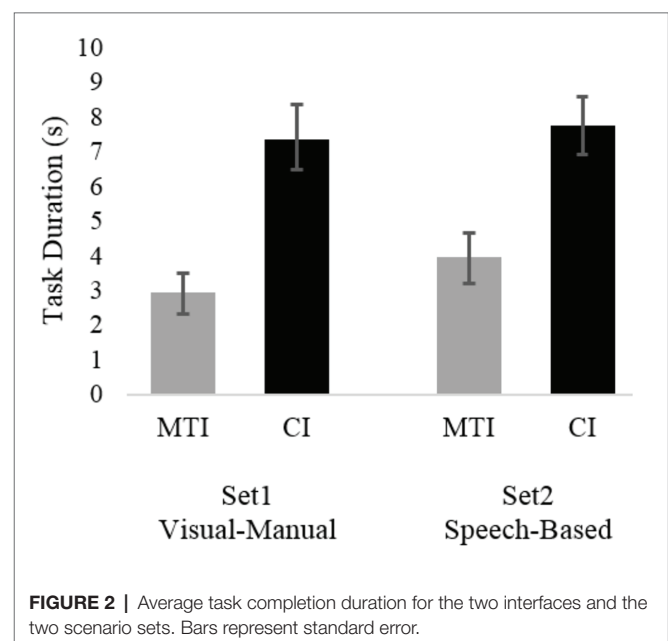 10
9
8
7
6
5
4
3
2
1
0
Task Duration (s)
MTI CI MTI CI
Set1 Set2
Visual-Manual Speech-Based
FIGURE 2 | Average task completion duration for the two interfaces and the
two scenario sets. Bars represent standard error.